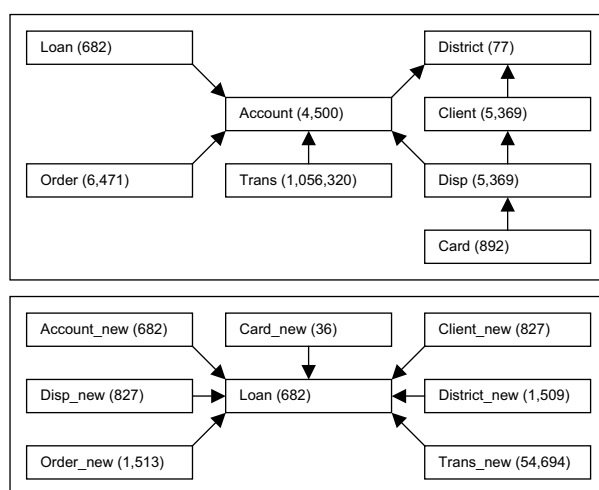 Loan (682)
District (77)
Account (4,500)
Client (5,369)
Order (6,471)
Trans (1,056,320)
Disp (5,369)
Card (892)
Account_new (682)
Card_new (36)
Client_new (827)
Disp_new (827)
Loan (682)
District_new (1,509)
Order_new (1,513)
Trans_new (54,694)